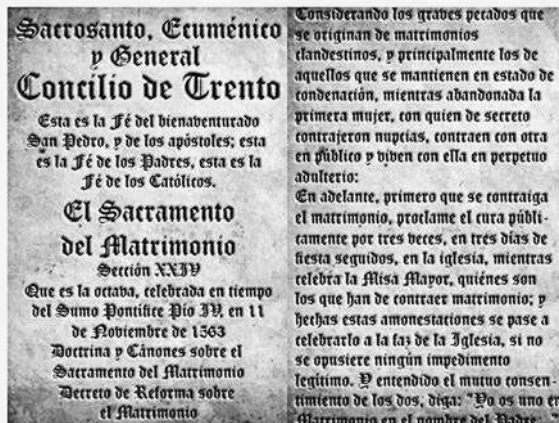 Sacrosanto, Ecuménico
y General
Concilio de Trento
Esta es la Fé del bienaventurado
San Pedro, y de los apóstoles; esta
es la Fé de los Padres, esta es la
Fé de los Católicos.
El Sacramento
del Matrimonio
Sección XXIV
Que es la octava, celebrada en tiempo
del Sumo Pontífice Pío IV, en 11
de Noviembre de 1563
Doctrina y Cánones sobre el
Sacramento del Matrimonio
Decreto de Reforma sobre
el Matrimonio
Considerando los graves pecados que
se originan de matrimonios
clandestinos, y principalmente los de
aquellos que se mantienen en estado de
condenación, mientras abandonada la
primera mujer, con quien de secreto
contrajeron nupcias, contraen con otra
en público y viven con ella en perpetuo
adulterio:
En adelante, primero que se contraiga
el matrimonio, proclame el cura públi-
camente por tres veces, en tres días de
fiesta seguidos, en la iglesia, mientras
celebra la Misa Mayor, quiénes son
los que han de contraer matrimonio; y
hechas estas amonestaciones se pase a
celebrarlo a la faz de la Iglesia, si no
se opusiere ningún impedimento
legítimo. Y entendido el mutuo consen-
timiento de los dos, diga: "Yo os uno en
Matrimonio en el nombre del Padre